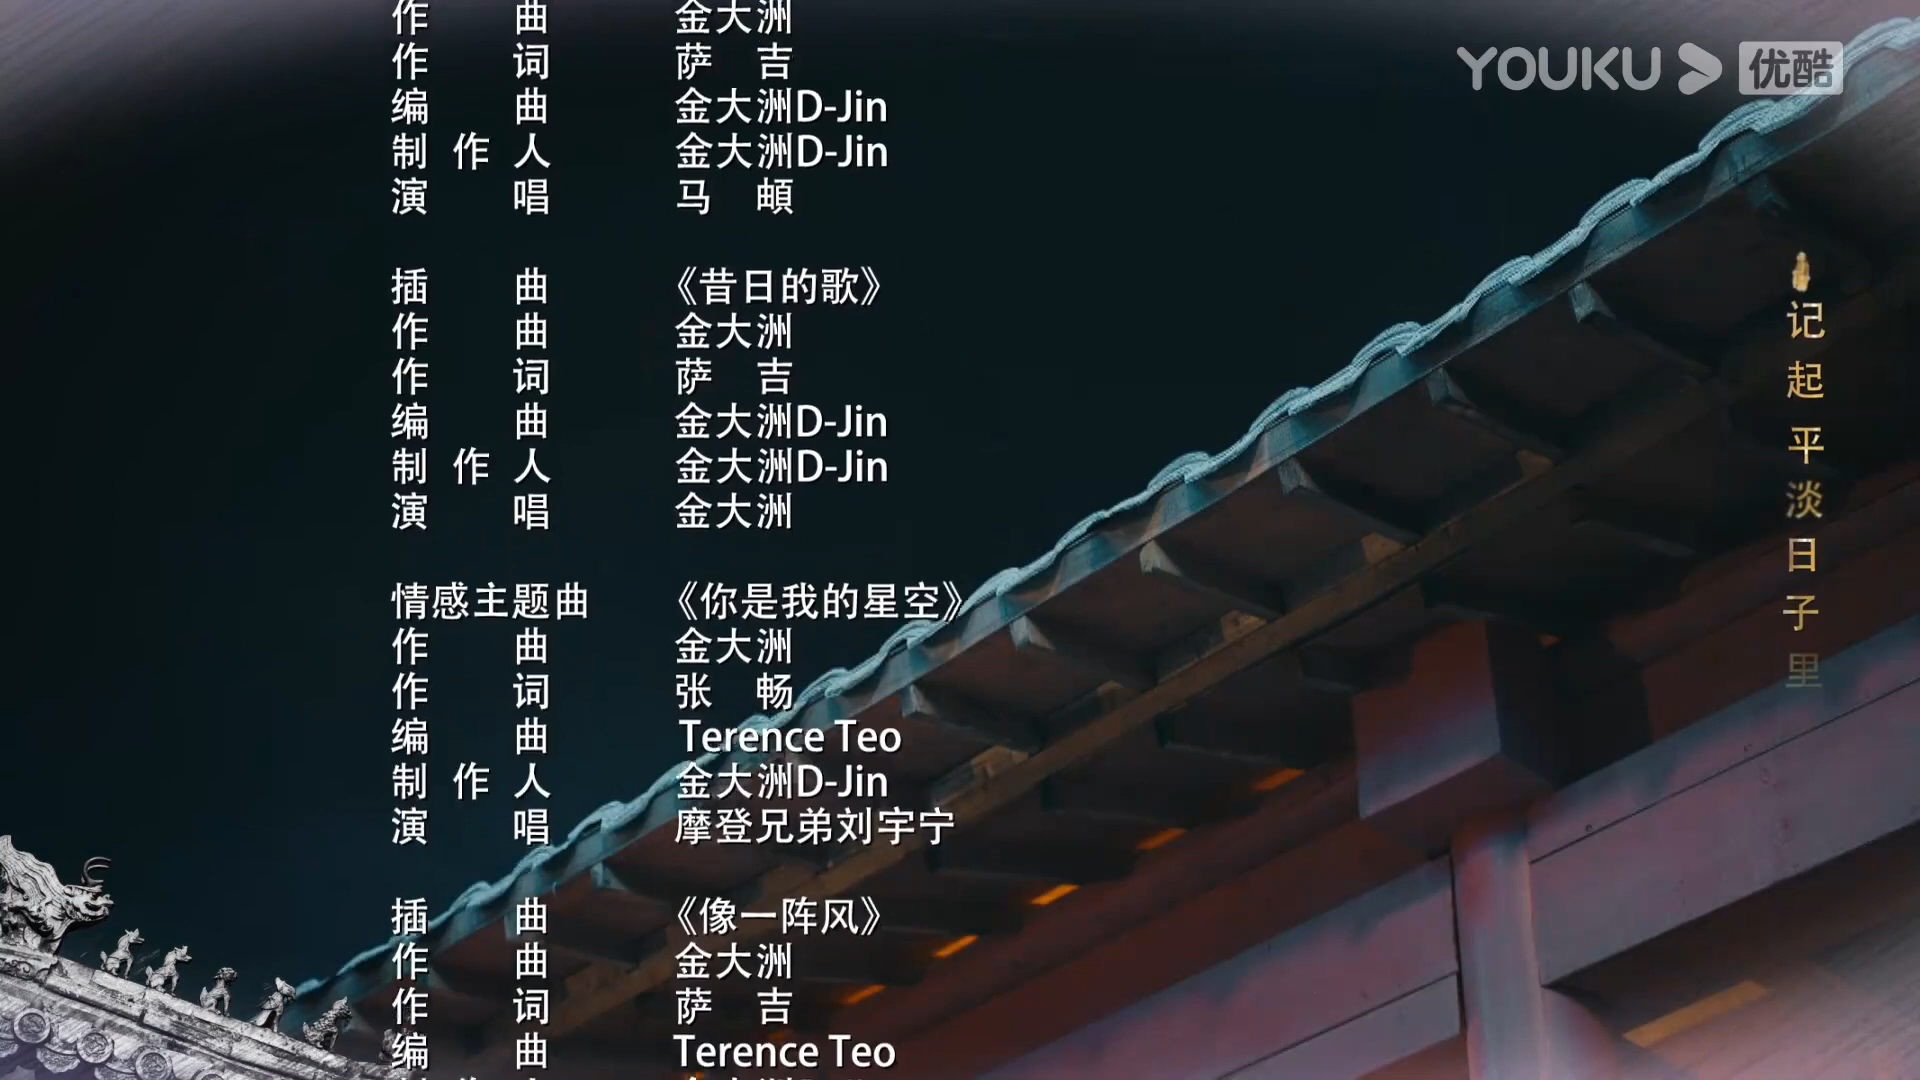 作曲 金大洲
作词 萨吉
编曲 金大洲D-Jin
制作人 金大洲D-Jin
演唱 马頔
插曲 《昔日的歌》
作曲 金大洲
作词 萨吉
编曲 金大洲D-Jin
制作人 金大洲D-Jin
演唱 金大洲
情感主题曲 《你是我的星空》
作曲 金大洲
作词 张畅
编曲 Terence Teo
制作人 金大洲D-Jin
演唱 摩登兄弟刘宇宁
插曲 《像一阵风》
作曲 金大洲
作词 萨吉
编曲 Terence Teo
YOUKU 优酷
记起平淡日子里